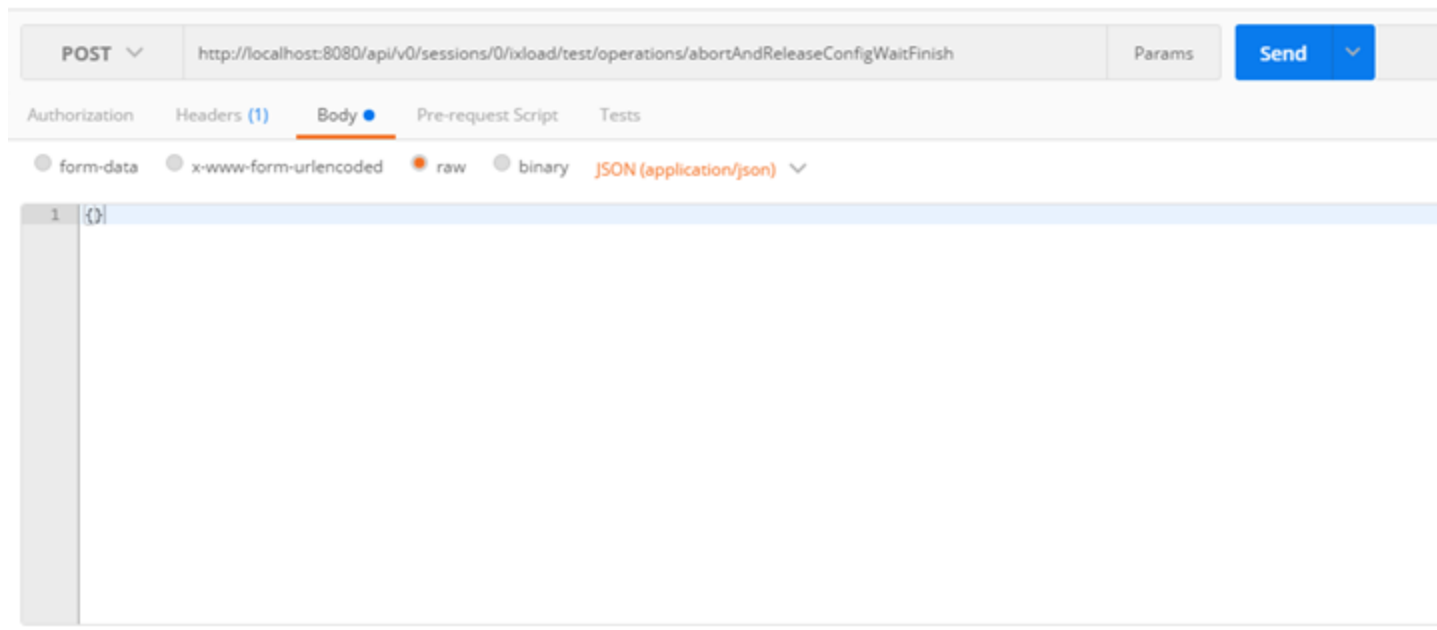 POST http://localhost:8080/api/v0/sessions/0/ixload/test/operations/abortAndReleaseConfigWaitFinish Params Send
Authorization Headers (1) Body Pre-request Script Tests
form-data x-www-form-urlencoded raw binary JSON (application/json)
1 {}